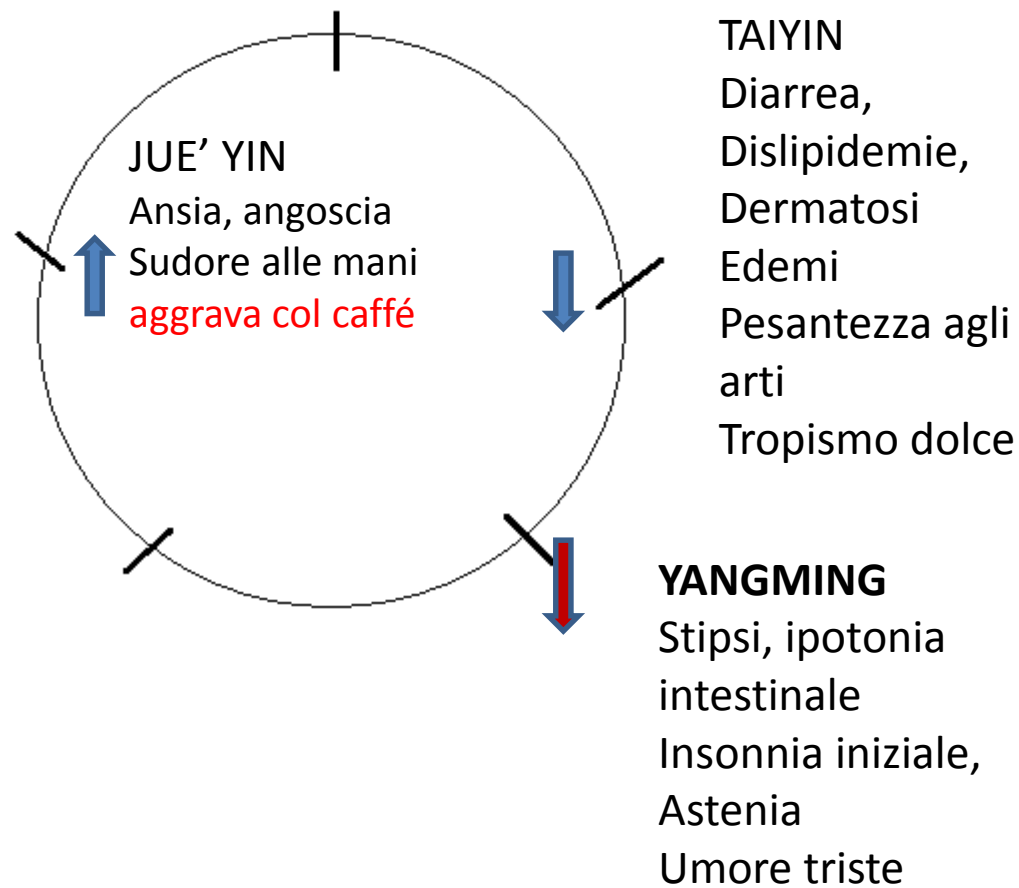 JUE’ YIN
Ansia, angoscia
Sudore alle mani
aggrava col caffé
TAIYIN
Diarrea,
Dislipidemie,
Dermatosi
Edemi
Pesantezza agli
arti
Tropismo dolce
YANGMING
Stipsi, ipotonia
intestinale
Insonnia iniziale,
Astenia
Umore triste